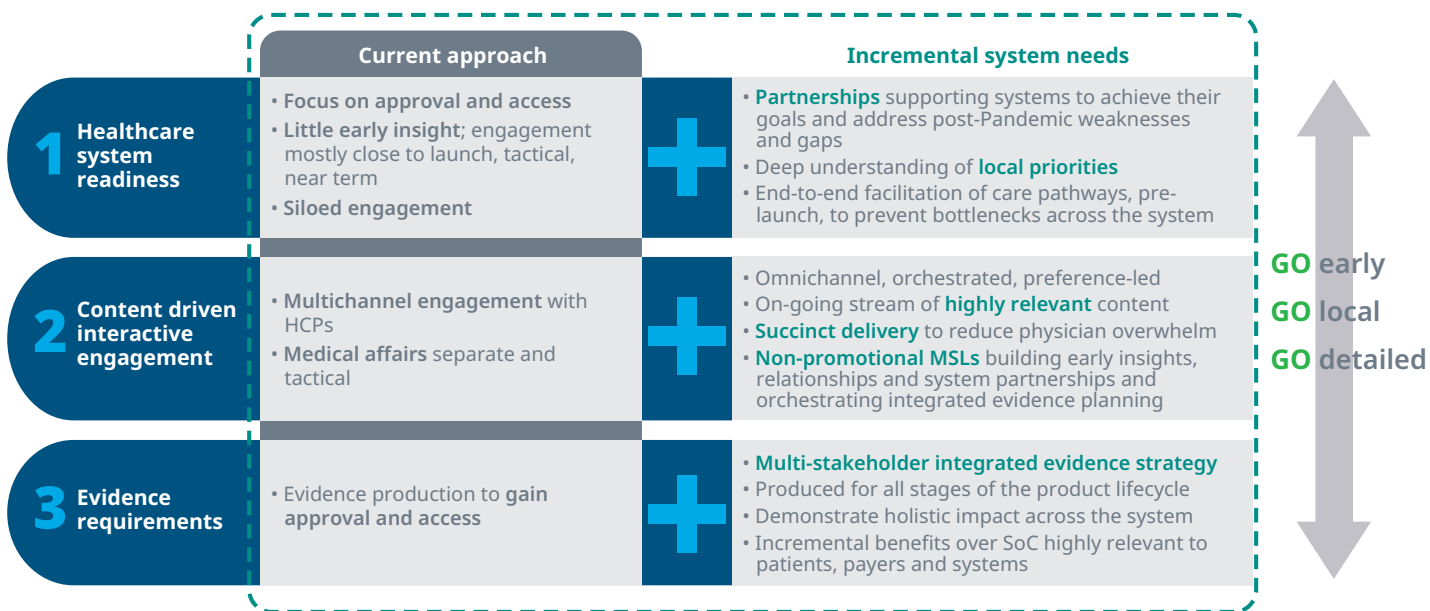 Current approach
Incremental system needs
1
Healthcare
system
readiness
• Focus on approval and access
• Little early insight; engagement
mostly close to launch, tactical,
near term
• Siloed engagement
• Partnerships supporting systems to achieve their
goals and address post-Pandemic weaknesses
and gaps
• Deep understanding of local priorities
• End-to-end facilitation of care pathways, pre-
launch, to prevent bottlenecks across the system
2
Content driven
interactive
engagement
• Multichannel engagement with
HCPs
• Medical affairs separate and
tactical
• Omnichannel, orchestrated, preference-led
• On-going stream of highly relevant content
• Succinct delivery to reduce physician overwhelm
• Non-promotional MSLs building early insights,
relationships and system partnerships and
orchestrating integrated evidence planning
3
Evidence
requirements
• Evidence production to gain
approval and access
• Multi-stakeholder integrated evidence strategy
• Produced for all stages of the product lifecycle
• Demonstrate holistic impact across the system
• Incremental benefits over SoC highly relevant to
patients, payers and systems
GO early
GO local
GO detailed